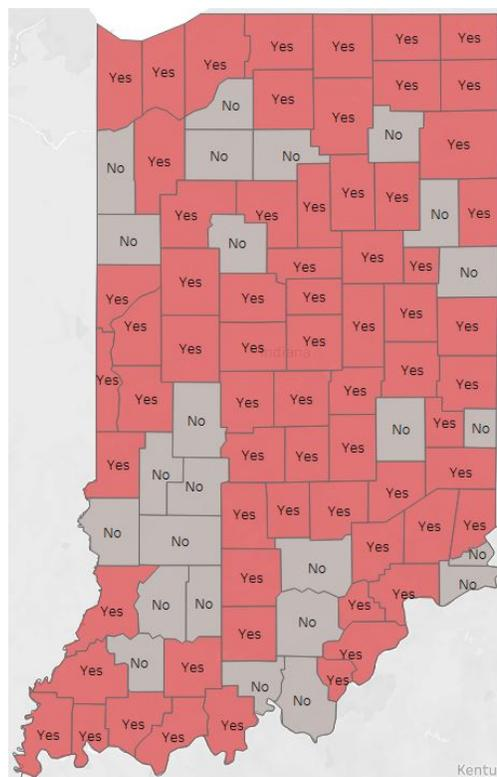 Yes Yes Yes Yes Yes Yes Yes
Yes Yes
No Yes Yes
No Yes No No No Yes
Yes Yes Yes Yes Yes Yes
No No No Yes
Yes Yes Yes No
Yes Yes Yes Yes Yes Yes
Yes Yes Yes Yes Yes
Indiana
Yes Yes Yes
Yes Yes No Yes Yes No Yes No
Yes Yes Yes
Yes No No Yes
Yes Yes Yes Yes
No No Yes Yes Yes
No No
Yes No No Yes No Yes Yes
Yes
Yes No Yes Yes
No No Yes
Yes Yes Yes Yes Yes
Kentu